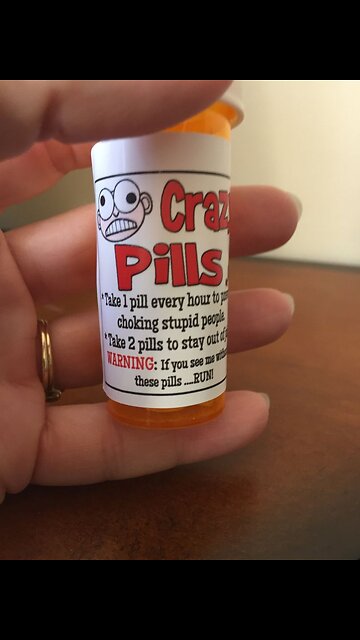 Pills
* Take 1 pill every hour to
choking stupid people.
* Take 2 pills to stay out of
WARNING: If you see me
these pills ....RUN!